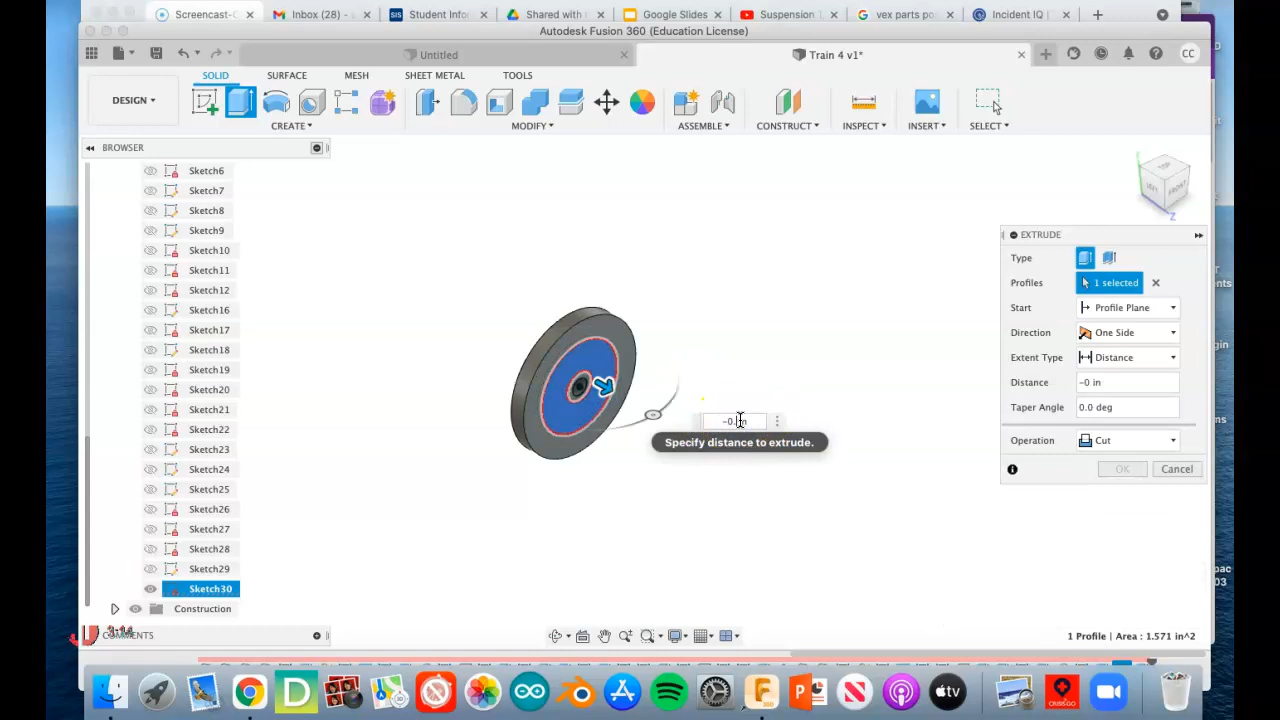 Screencast-O
Inbox (28) -
Student Infor
Shared with
Google Slides
Suspension
vex parts po
Incident IQ |
Autodesk Fusion 360 (Education License)
Untitled
Train 4 v1*
CC
SOLID
SURFACE
MESH
SHEET METAL
TOOLS
DESIGN
CREATE
MODIFY
ASSEMBLE
CONSTRUCT
INSPECT
INSERT
SELECT
BROWSER
Sketch6
Sketch7
Sketch8
Sketch9
Sketch10
Sketch11
Sketch12
Sketch16
Sketch17
Sketch18
Sketch19
Sketch20
Sketch21
Sketch22
Sketch23
Sketch24
Sketch25
Sketch26
Sketch27
Sketch28
Sketch29
Sketch30
Construction
COMMENTS
TOP
LEFT
FRONT
Z
EXTRUDE
Type
Profiles
1 selected
Start
Profile Plane
Direction
One Side
Extent Type
Distance
Distance
-0 in
Taper Angle
0.0 deg
Operation
Cut
OK
Cancel
Specify distance to extrude.
1 Profile | Area : 1.571 in^2
tv